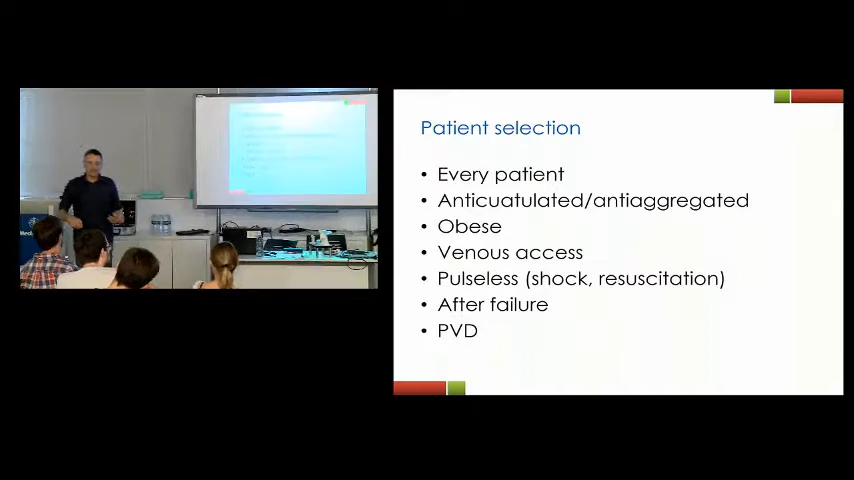 Patient selection
• Every patient
• Anticuatulated/antiaggregated
• Obese
• Venous access
• Pulseless (shock, resuscitation)
• After failure
• PVD